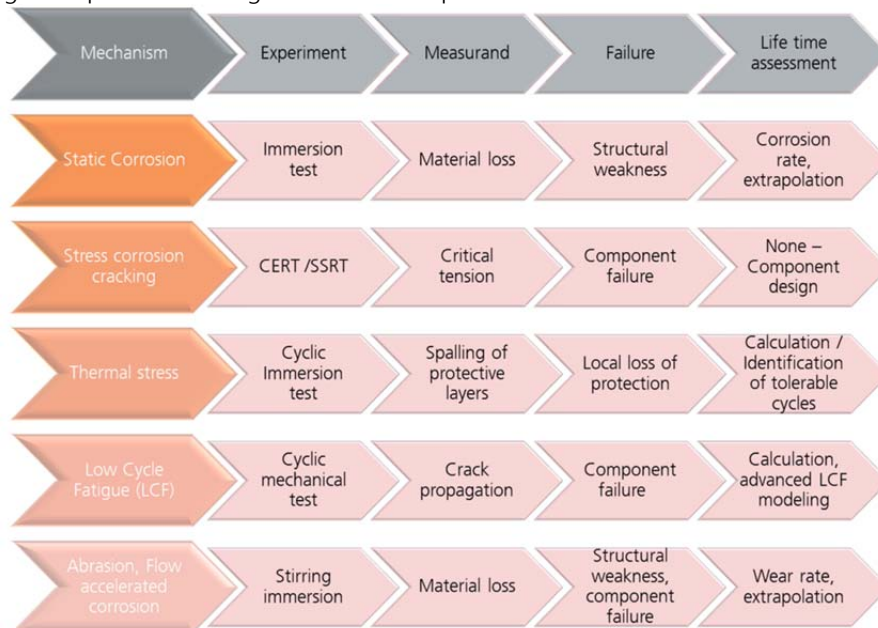 Mechanism
Experiment
Measurand
Failure
Life time
assessment
Static Corrosion
Immersion
test
Material loss
Structural
weakness
Corrosion
rate,
extrapolation
Stress corrosion
cracking
CERT /SSRT
Critical
tension
Component
failure
None –
Component
design
Thermal stress
Cyclic
Immersion
test
Spalling of
protective
layers
Local loss of
protection
Calculation /
Identification
of tolerable
cycles
Low Cycle
Fatigue (LCF)
Cyclic
mechanical
test
Crack
propagation
Component
failure
Calculation,
advanced LCF
modeling
Abrasion, Flow
accelerated
corrosion
Stirring
immersion
Material loss
Structural
weakness,
component
failure
Wear rate,
extrapolation